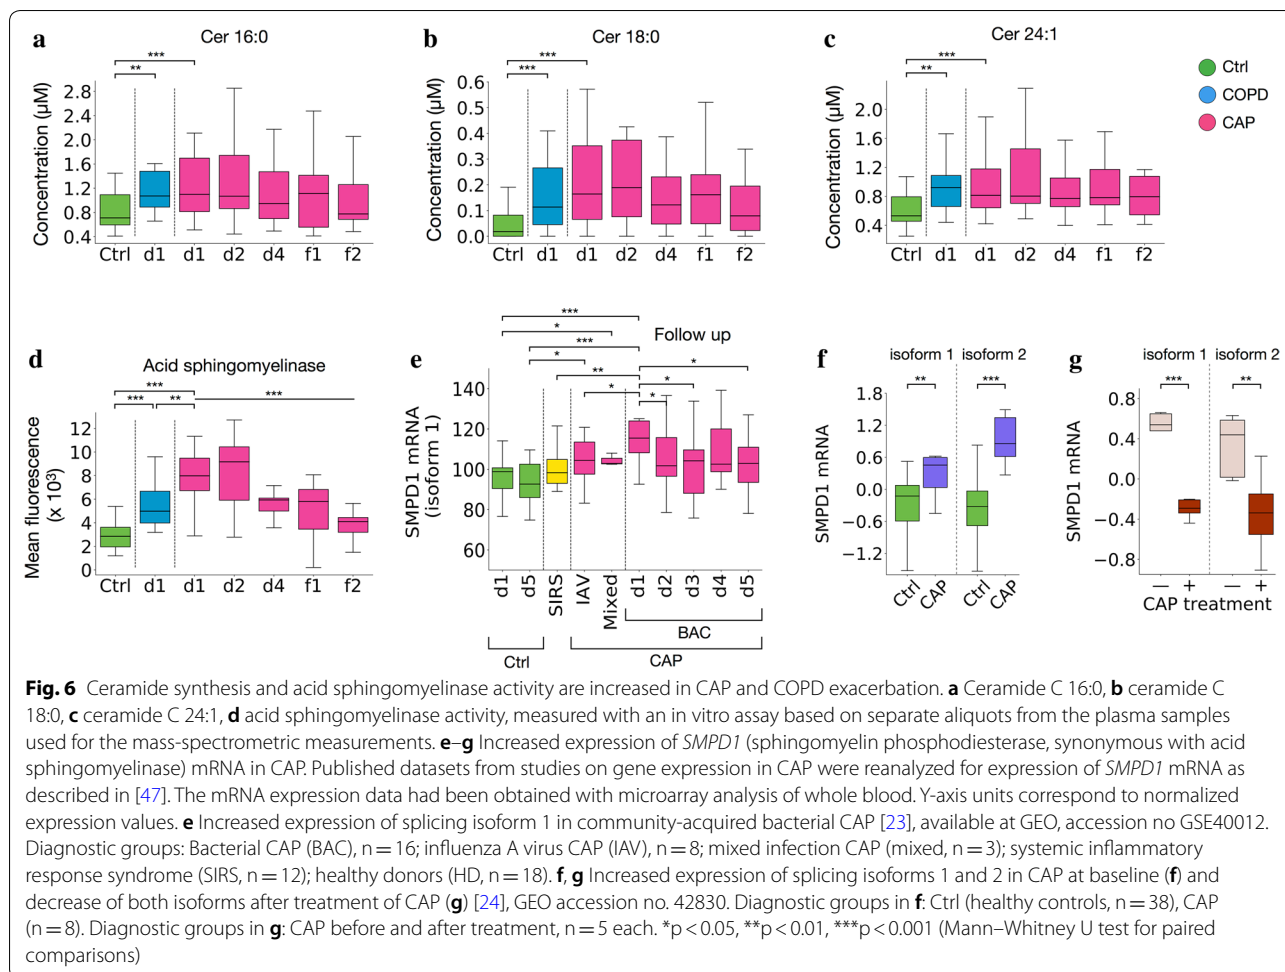 a
Cer 16:0
***
**
Concentration (µM)
2.8
2.0
1.6
1.2
0.8
0.4
Ctrl d1 d1 d2 d4 f1 f2
b
Cer 18:0
***
***
Concentration (µM)
0.6
0.5
0.4
0.3
0.2
0.1
0.0
Ctrl d1 d1 d2 d4 f1 f2
c
Cer 24:1
***
**
Concentration (µM)
2.0
1.6
1.2
0.8
0.4
Ctrl d1 d1 d2 d4 f1 f2
Ctrl
COPD
CAP
d
Acid sphingomyelinase
***
*** **
***
Mean fluorescence
(x 10³)
12
10
8
6
4
2
0
Ctrl d1 d1 d2 d4 f1 f2
e
Follow up
***
*
***
*
*
**
*
*
*
SMPD1 mRNA
(isoform 1)
140
120
100
80
60
d1 d5 SIRS IAV Mixed d1 d2 d3 d4 d5
BAC
Ctrl
CAP
f
isoform 1 isoform 2
** ***
SMPD1 mRNA
1.8
1.2
0.6
0.0
−0.6
−1.2
Ctrl CAP Ctrl CAP
g
isoform 1 isoform 2
*** **
SMPD1 mRNA
0.8
0.4
0.0
−0.4
−0.8
— + — +
CAP treatment
Fig. 6 Ceramide synthesis and acid sphingomyelinase activity are increased in CAP and COPD exacerbation. a Ceramide C 16:0, b ceramide C
18:0, c ceramide C 24:1, d acid sphingomyelinase activity, measured with an in vitro assay based on separate aliquots from the plasma samples
used for the mass-spectrometric measurements. e–g Increased expression of SMPD1 (sphingomyelin phosphodiesterase, synonymous with acid
sphingomyelinase) mRNA in CAP. Published datasets from studies on gene expression in CAP were reanalyzed for expression of SMPD1 mRNA as
described in [47]. The mRNA expression data had been obtained with microarray analysis of whole blood. Y-axis units correspond to normalized
expression values. e Increased expression of splicing isoform 1 in community-acquired bacterial CAP [23], available at GEO, accession no GSE40012.
Diagnostic groups: Bacterial CAP (BAC), n = 16; influenza A virus CAP (IAV), n = 8; mixed infection CAP (mixed, n = 3); systemic inflammatory
response syndrome (SIRS, n = 12); healthy donors (HD, n = 18). f, g Increased expression of splicing isoforms 1 and 2 in CAP at baseline (f) and
decrease of both isoforms after treatment of CAP (g) [24], GEO accession no. 42830. Diagnostic groups in f: Ctrl (healthy controls, n = 38), CAP
(n = 8). Diagnostic groups in g: CAP before and after treatment, n = 5 each. *p < 0.05, **p < 0.01, ***p < 0.001 (Mann–Whitney U test for paired
comparisons)